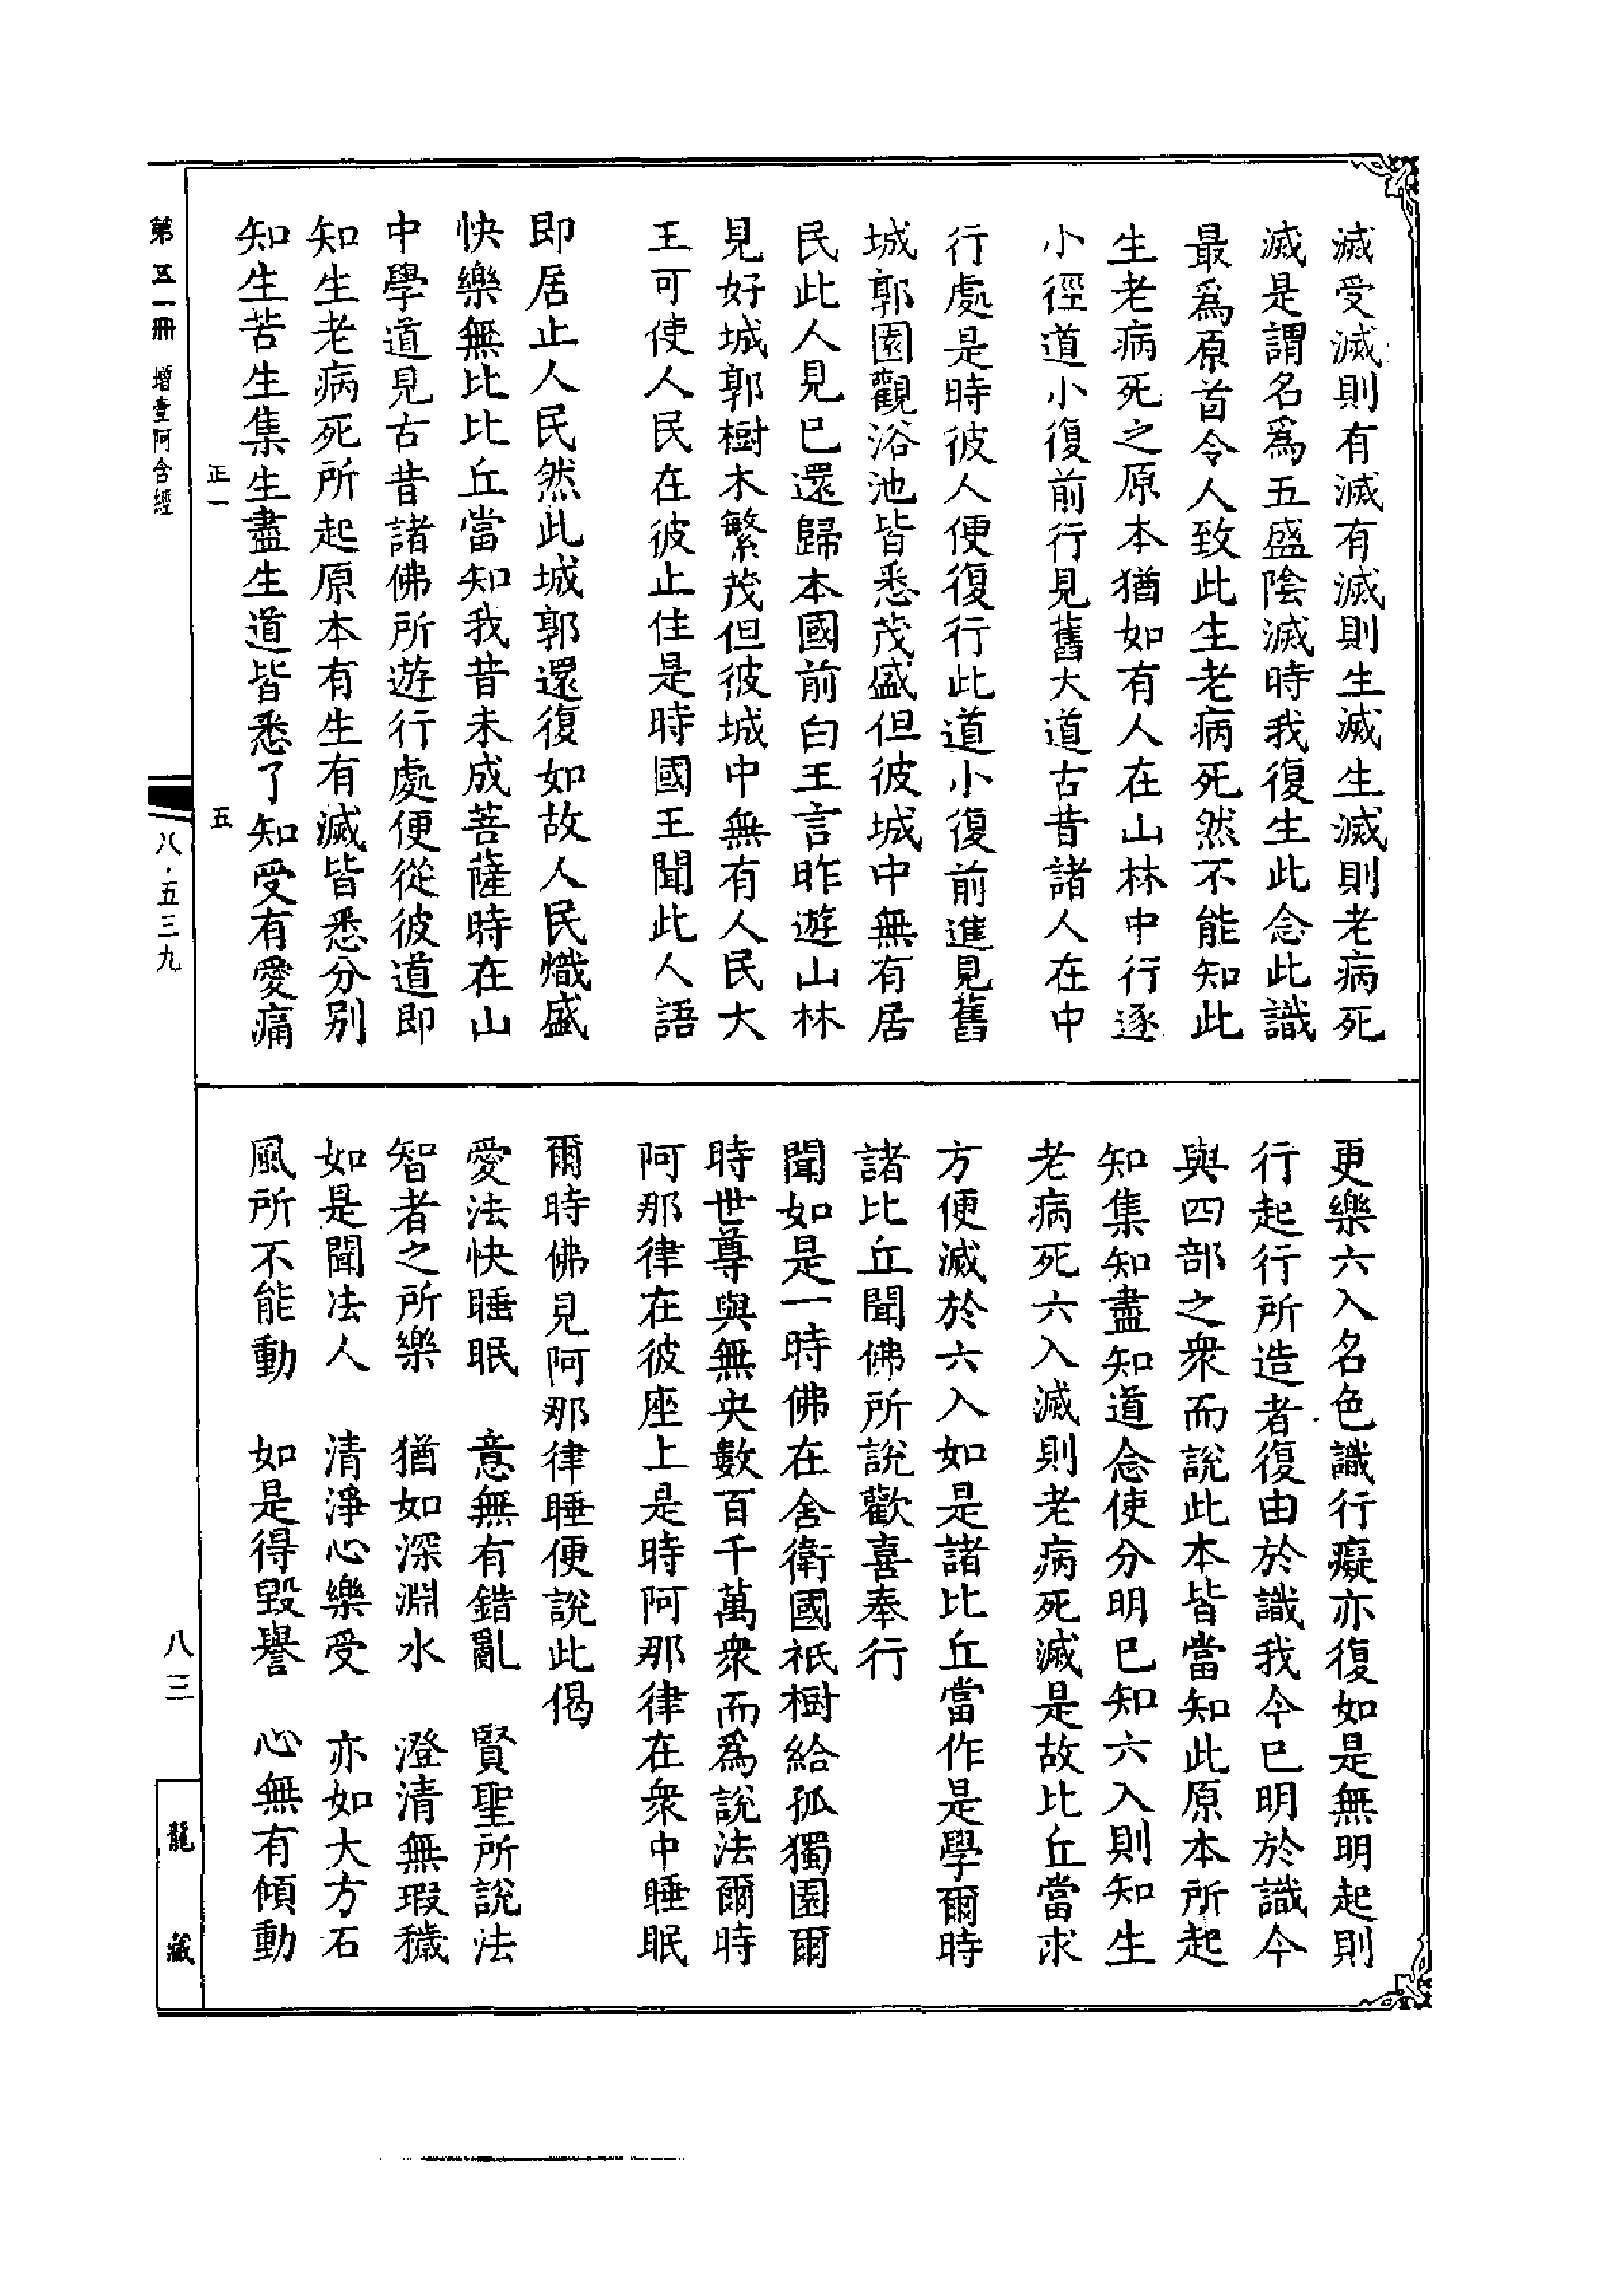 滅受滅則有滅有滅則生滅生滅則老病死
滅是謂名爲五盛陰滅時我復生此念此識
最爲原首令人致此生老病死然不能知此
生老病死之原本猶如有人在山林中行逐
小徑道小復前行見舊大道古昔諸人在中
行處是時彼人便復行此道小復前進見舊
城郭園觀浴池皆悉茂盛但彼城中無有居
民此人見已還歸本國前白王言昨遊山林
見好城郭樹木繁茂但彼城中無有人民大
王可使人民在彼止住是時國王聞此人語
即居止人民然此城郭還復如故人民熾盛
快樂無比比丘當知我昔未成菩薩時在山
中學道見古昔諸佛所遊行處便從彼道即
知生老病死所起原本有生有滅皆悉分別
知生苦生集生盡生道皆悉了知受有愛痛
更樂六入名色識行癡亦復如是無明起則
行起行所造者復由於識我今已明於識今
與四部之衆而說此本皆當知此原本所起
知集知盡知道念使分明已知六入則知生
老病死六入滅則老病死滅是故比丘當求
方便滅於六入如是諸比丘當作是學爾時
諸比丘聞佛所說歡喜奉行
聞如是一時佛在舍衛國祇樹給孤獨園爾
時世尊與無央數百千萬衆而爲說法爾時
阿那律在彼座上是時阿那律在衆中睡眠
爾時佛見阿那律睡便說此偈
愛法快睡眠　意無有錯亂　賢聖所說法
智者之所樂　猶如深淵水　澄清無瑕穢
如是聞法人　清淨心樂受　亦如大方石
風所不能動　如是得毀譽　心無有傾動
正一　五
第五一冊　增壹阿含經
八·五三九
八三
龍藏